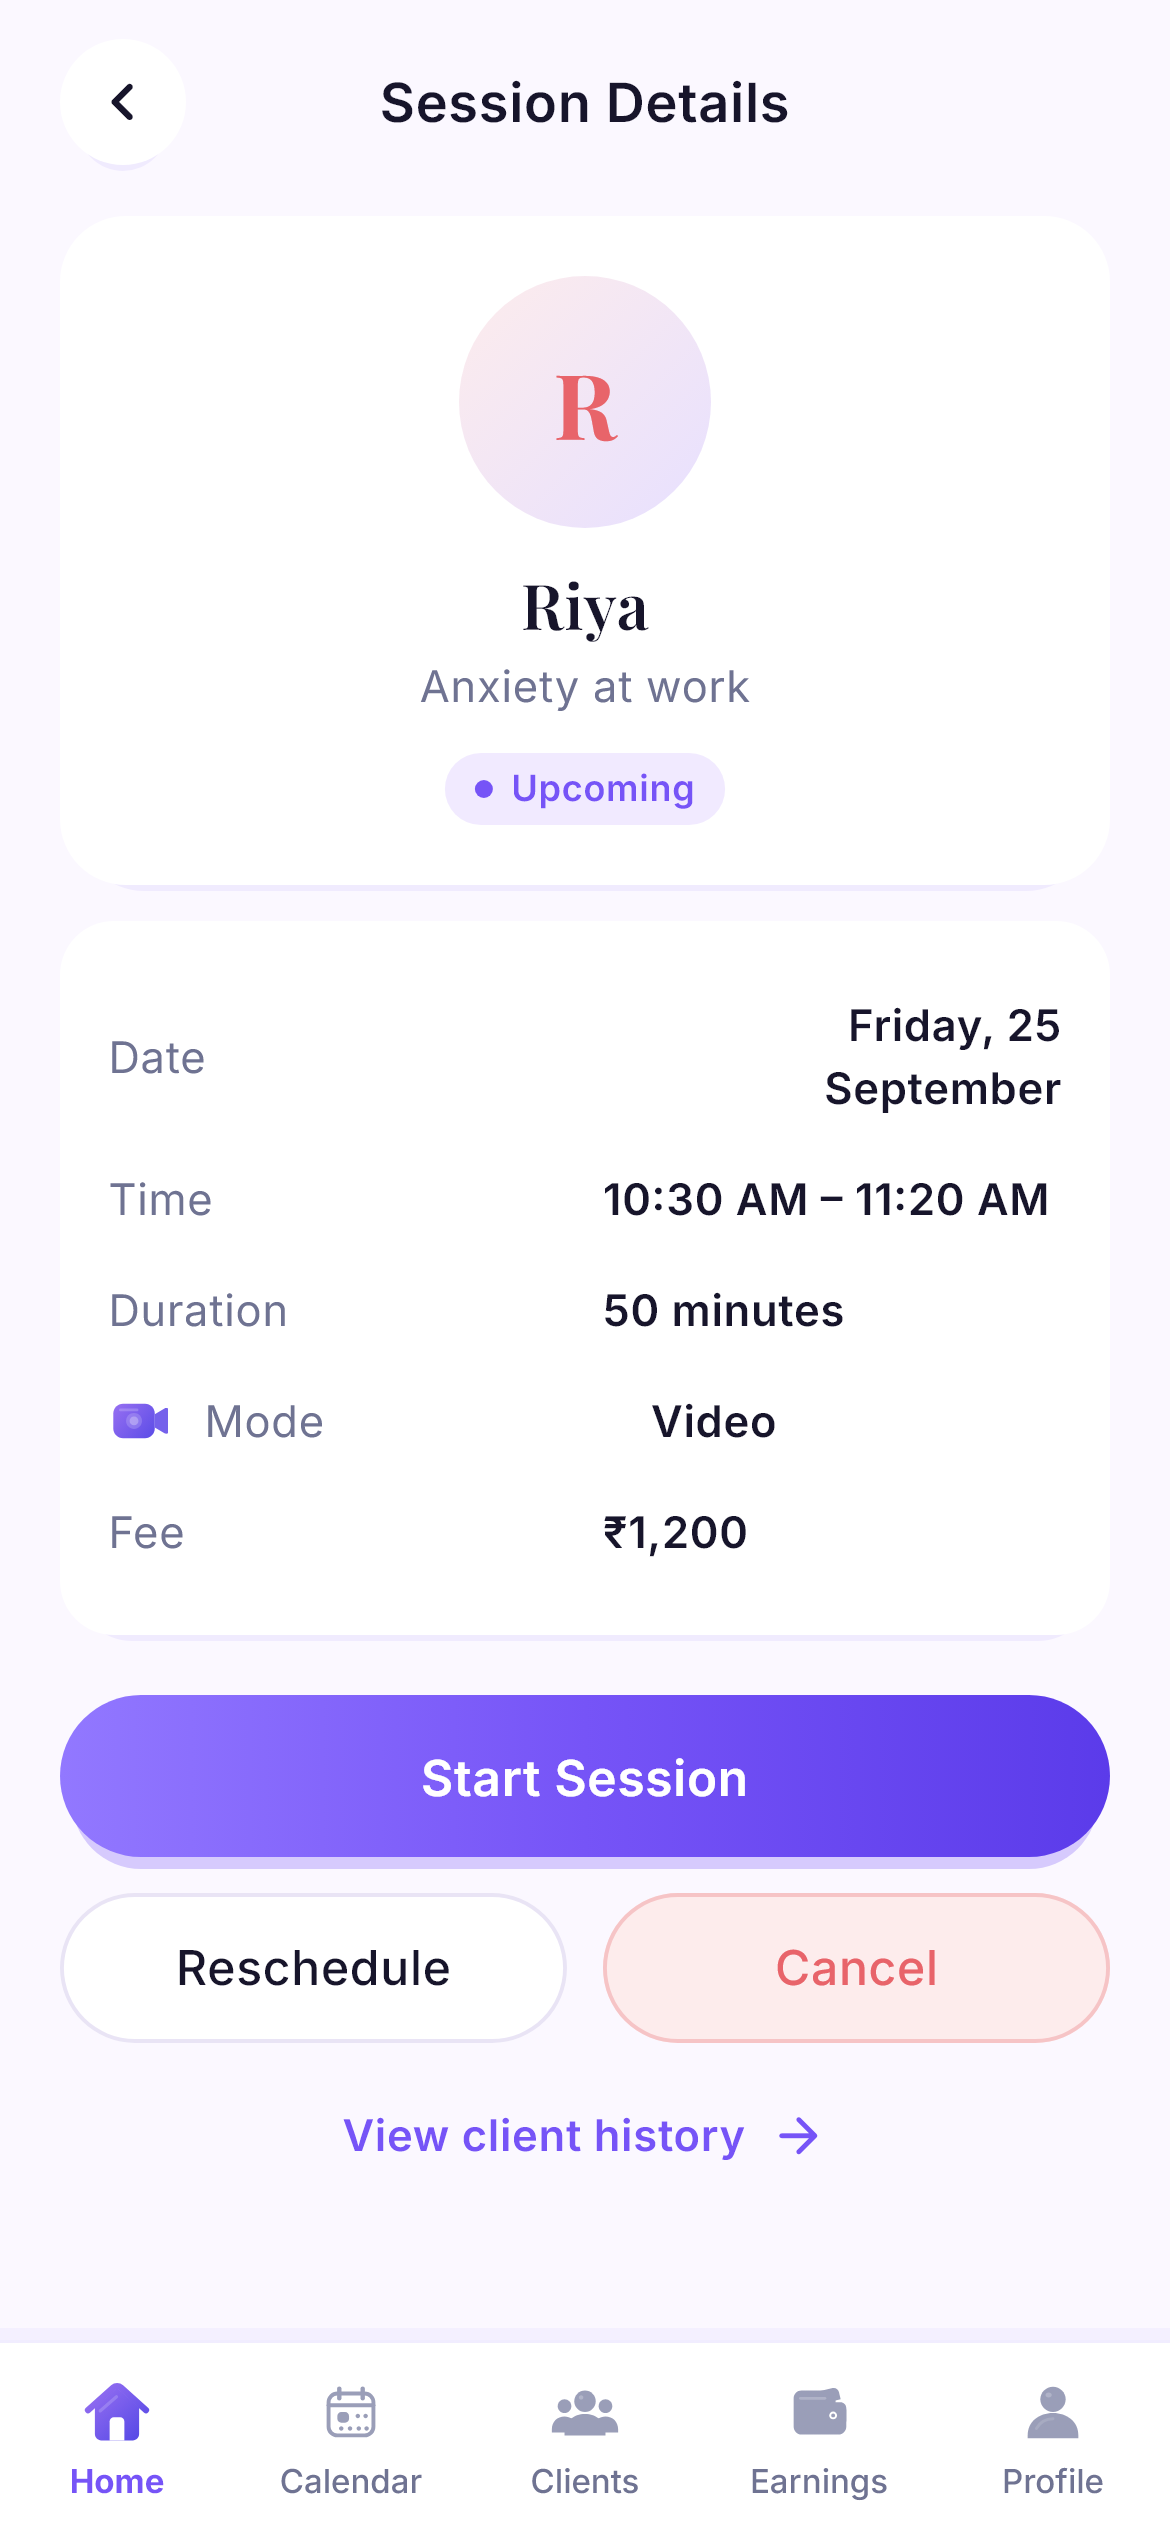 Session Details
R
Riya
Anxiety at work
Upcoming
Date
Friday, 25
September
Time
10:30 AM – 11:20 AM
Duration
50 minutes
Mode
Video
Fee
₹1,200
Start Session
Reschedule
Cancel
View client history
Home
Calendar
Clients
Earnings
Profile